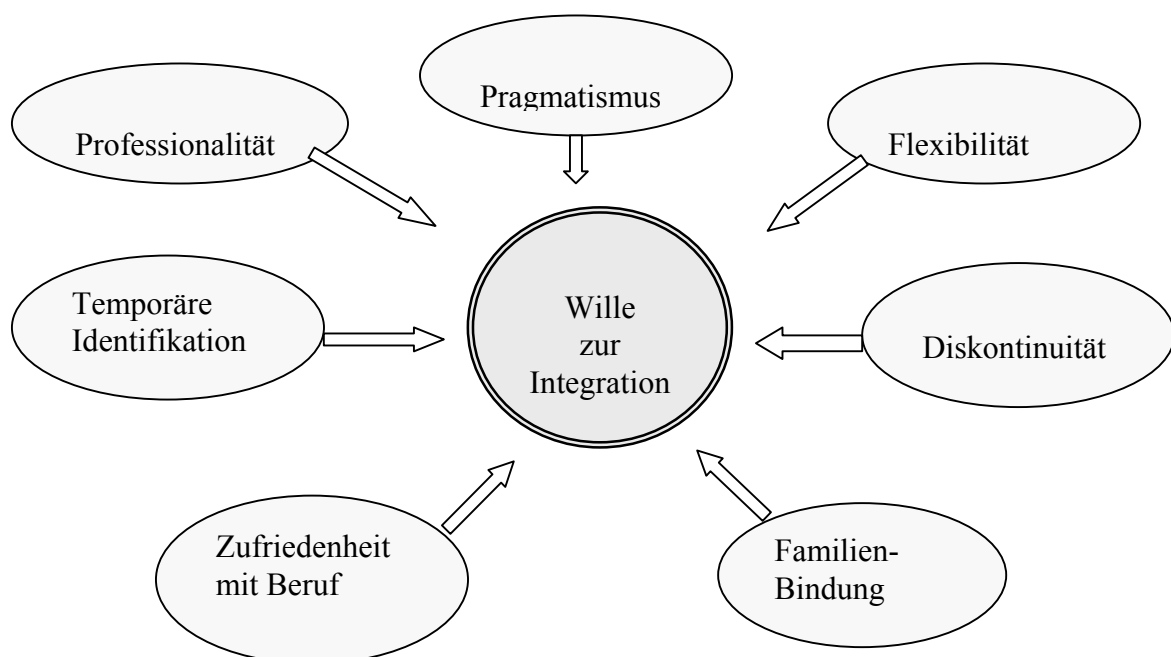 Pragmatismus
Professionalität
Flexibilität
Temporäre
Identifikation
Wille
zur
Integration
Diskontinuität
Zufriedenheit
mit Beruf
Familien-
Bindung